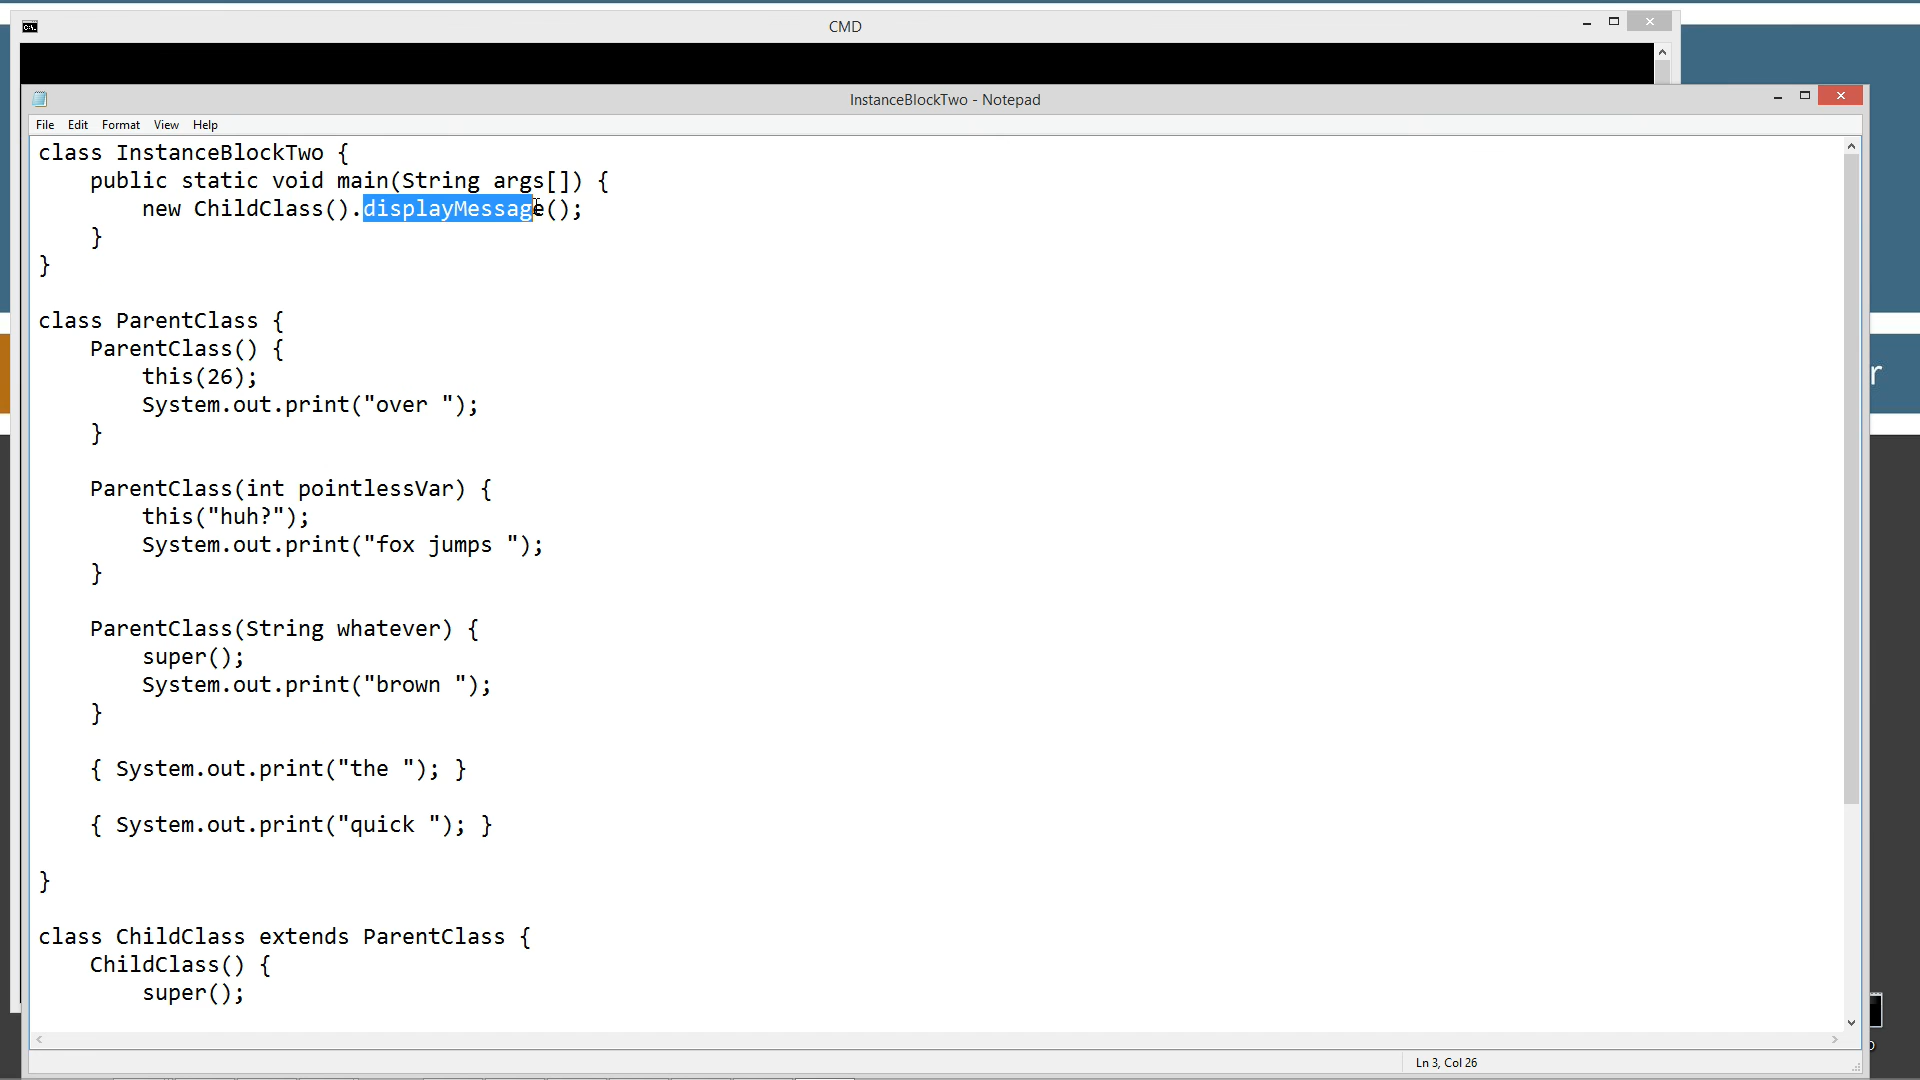 CMD
InstanceBlockTwo - Notepad
File Edit Format View Help
class InstanceBlockTwo {
    public static void main(String args[]) {
        new ChildClass().displayMessage();
    }
}

class ParentClass {
    ParentClass() {
        this(26);
        System.out.print("over ");
    }

    ParentClass(int pointlessVar) {
        this("huh?");
        System.out.print("fox jumps ");
    }

    ParentClass(String whatever) {
        super();
        System.out.print("brown ");
    }

    { System.out.print("the "); }

    { System.out.print("quick "); }

}

class ChildClass extends ParentClass {
    ChildClass() {
        super();
Ln 3, Col 26
r